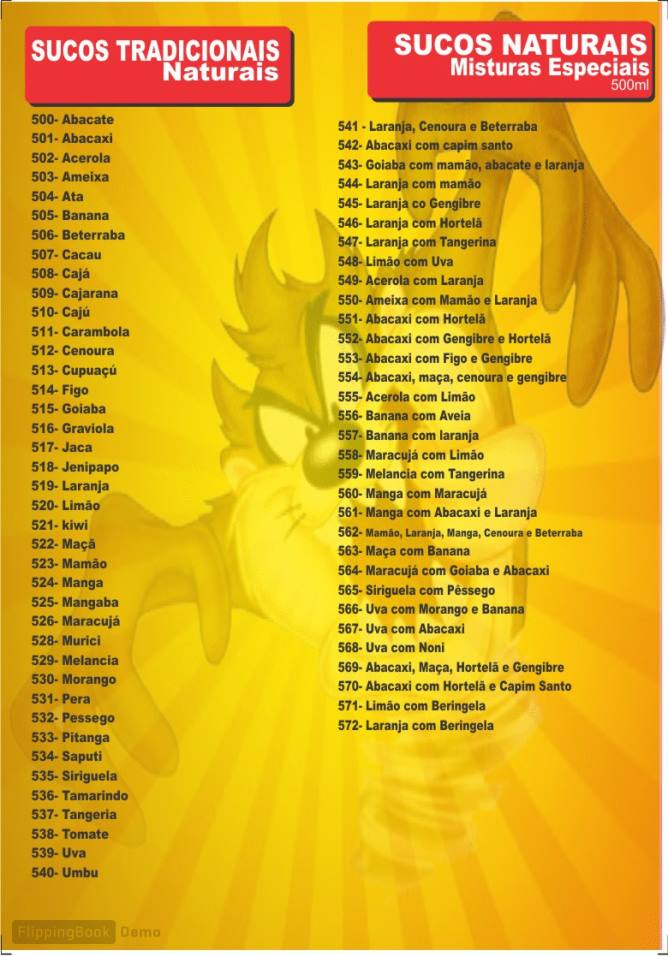 SUCOS TRADICIONAIS
Naturais
500- Abacate
501- Abacaxi
502- Acerola
503- Ameixa
504- Ata
505- Banana
506- Beterraba
507- Cacau
508- Cajá
509- Cajarana
510- Cajú
511- Carambola
512- Cenoura
513- Cupuaçú
514- Figo
515- Goiaba
516- Graviola
517- Jaca
518- Jenipapo
519- Laranja
520- Limão
521- kiwi
522- Maçã
523- Mamão
524- Manga
525- Mangaba
526- Maracujá
528- Murici
529- Melancia
530- Morango
531- Pera
532- Pessego
533- Pitanga
534- Saputi
535- Siriguela
536- Tamarindo
537- Tangeria
538- Tomate
539- Uva
540- Umbu
SUCOS NATURAIS
Misturas Especiais
500ml
541 - Laranja, Cenoura e Beterraba
542- Abacaxi com capim santo
543- Goiaba com mamão, abacate e laranja
544- Laranja com mamão
545- Laranja co Gengibre
546- Laranja com Hortelã
547- Laranja com Tangerina
548- Limão com Uva
549- Acerola com Laranja
550- Ameixa com Mamão e Laranja
551- Abacaxi com Hortelã
552- Abacaxi com Gengibre e Hortelã
553- Abacaxi com Figo e Gengibre
554- Abacaxi, maça, cenoura e gengibre
555- Acerola com Limão
556- Banana com Aveia
557- Banana com laranja
558- Maracujá com Limão
559- Melancia com Tangerina
560- Manga com Maracujá
561- Manga com Abacaxi e Laranja
562- Mamão, Laranja, Manga, Cenoura e Beterraba
563- Maça com Banana
564- Maracujá com Goiaba e Abacaxi
565- Siriguela com Pêssego
566- Uva com Morango e Banana
567- Uva com Abacaxi
568- Uva com Noni
569- Abacaxi, Maça, Hortelã e Gengibre
570- Abacaxi com Hortelã e Capim Santo
571- Limão com Beringela
572- Laranja com Beringela
FlippingBook Demo